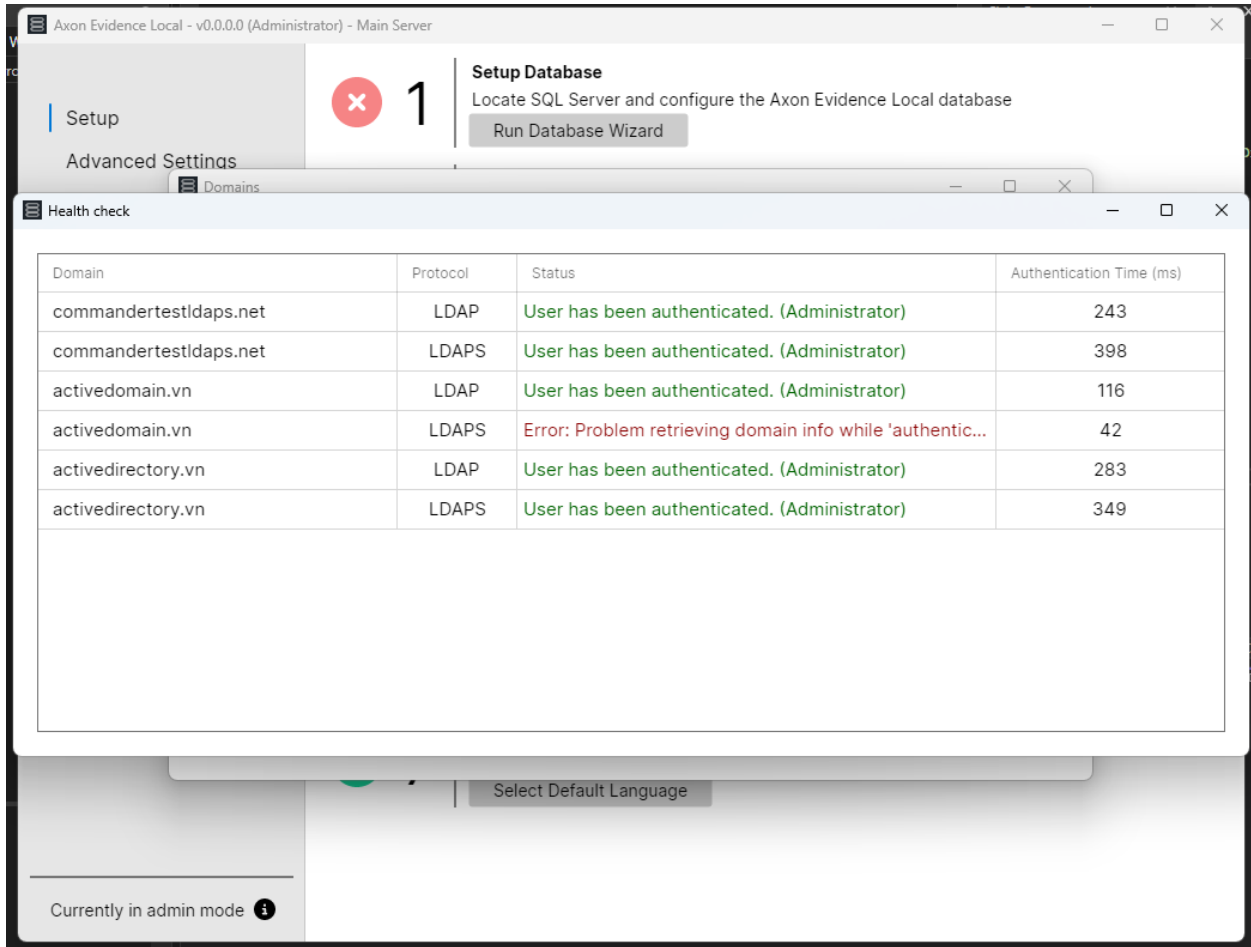 Axon Evidence Local - v0.0.0.0 (Administrator) - Main Server
Setup
Advanced Settings
1
Setup Database
Locate SQL Server and configure the Axon Evidence Local database
Run Database Wizard
Domains
Health check
Domain Protocol Status Authentication Time (ms)
commandertestldaps.net LDAP User has been authenticated. (Administrator) 243
commandertestldaps.net LDAPS User has been authenticated. (Administrator) 398
activedomain.vn LDAP User has been authenticated. (Administrator) 116
activedomain.vn LDAPS Error: Problem retrieving domain info while 'authentic... 42
activedirectory.vn LDAP User has been authenticated. (Administrator) 283
activedirectory.vn LDAPS User has been authenticated. (Administrator) 349
Select Default Language
Currently in admin mode